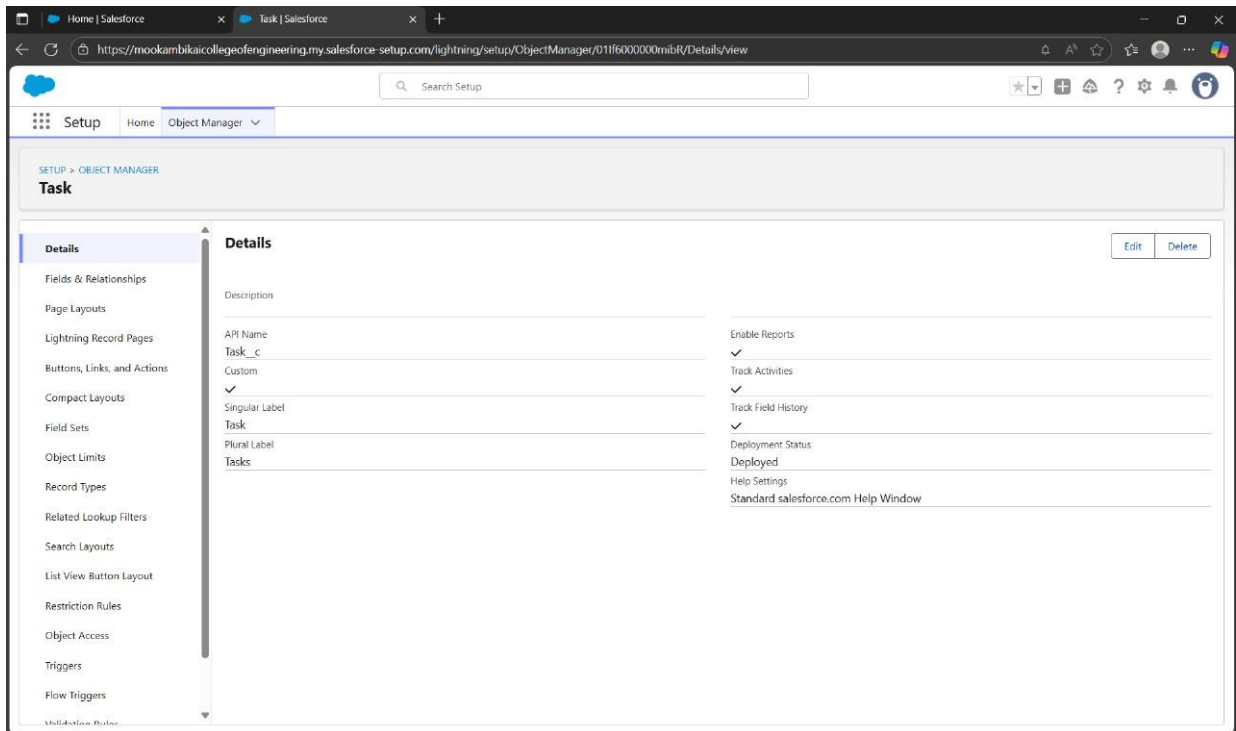 Home | Salesforce
Task | Salesforce
https://mookambikaicollegeofengineering.my.salesforce-setup.com/lightning/setup/ObjectManager/01If6000000mibR/Details/view
Search Setup
Setup Home Object Manager
SETUP > OBJECT MANAGER
Task
Details
Fields & Relationships
Page Layouts
Lightning Record Pages
Buttons, Links, and Actions
Compact Layouts
Field Sets
Object Limits
Record Types
Related Lookup Filters
Search Layouts
List View Button Layout
Restriction Rules
Object Access
Triggers
Flow Triggers
Validation Rules
Details
Edit Delete
Description
API Name
Task__c
Custom
Singular Label
Task
Plural Label
Tasks
Enable Reports
Track Activities
Track Field History
Deployment Status
Deployed
Help Settings
Standard salesforce.com Help Window